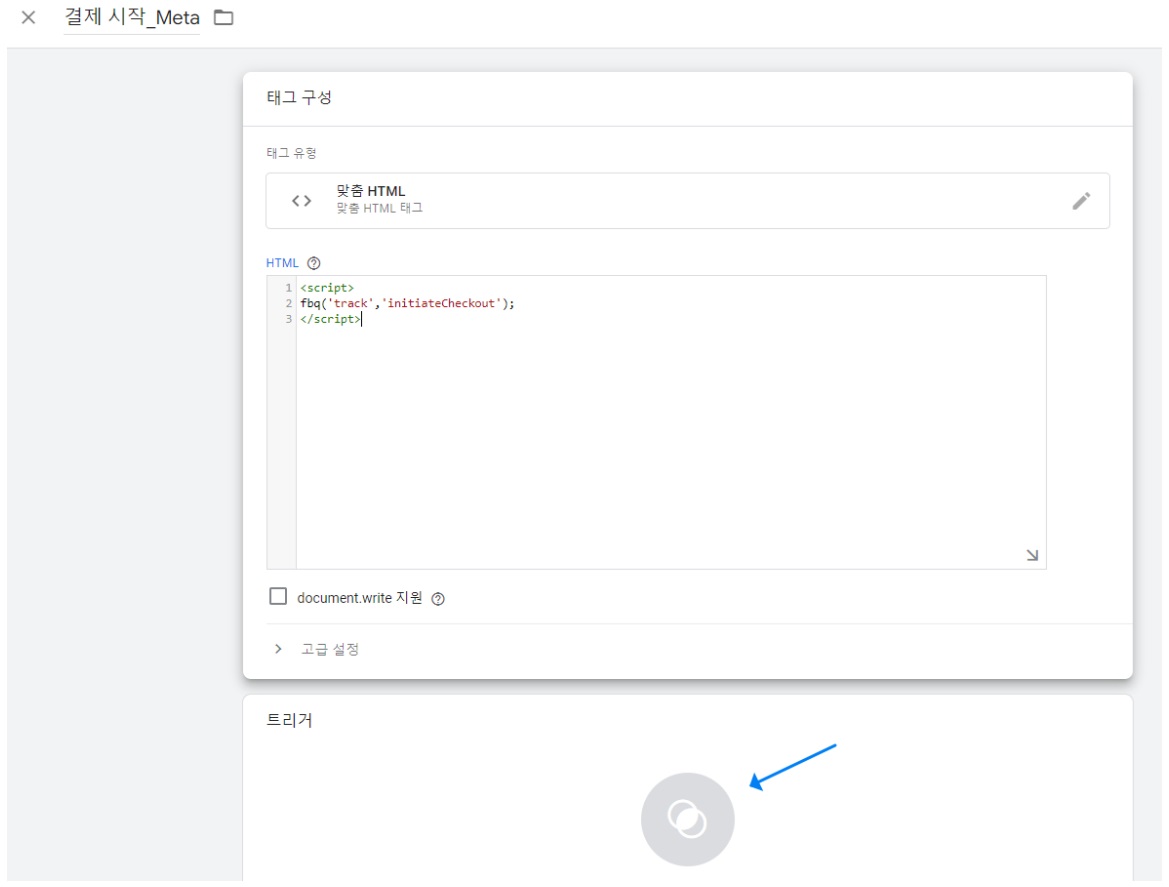 결제 시작_Meta
태그 구성
태그 유형
맞춤 HTML
맞춤 HTML 태그
HTML
1 <script>
2 fbq('track','initiateCheckout');
3 </script>
document.write 지원
고급 설정
트리거